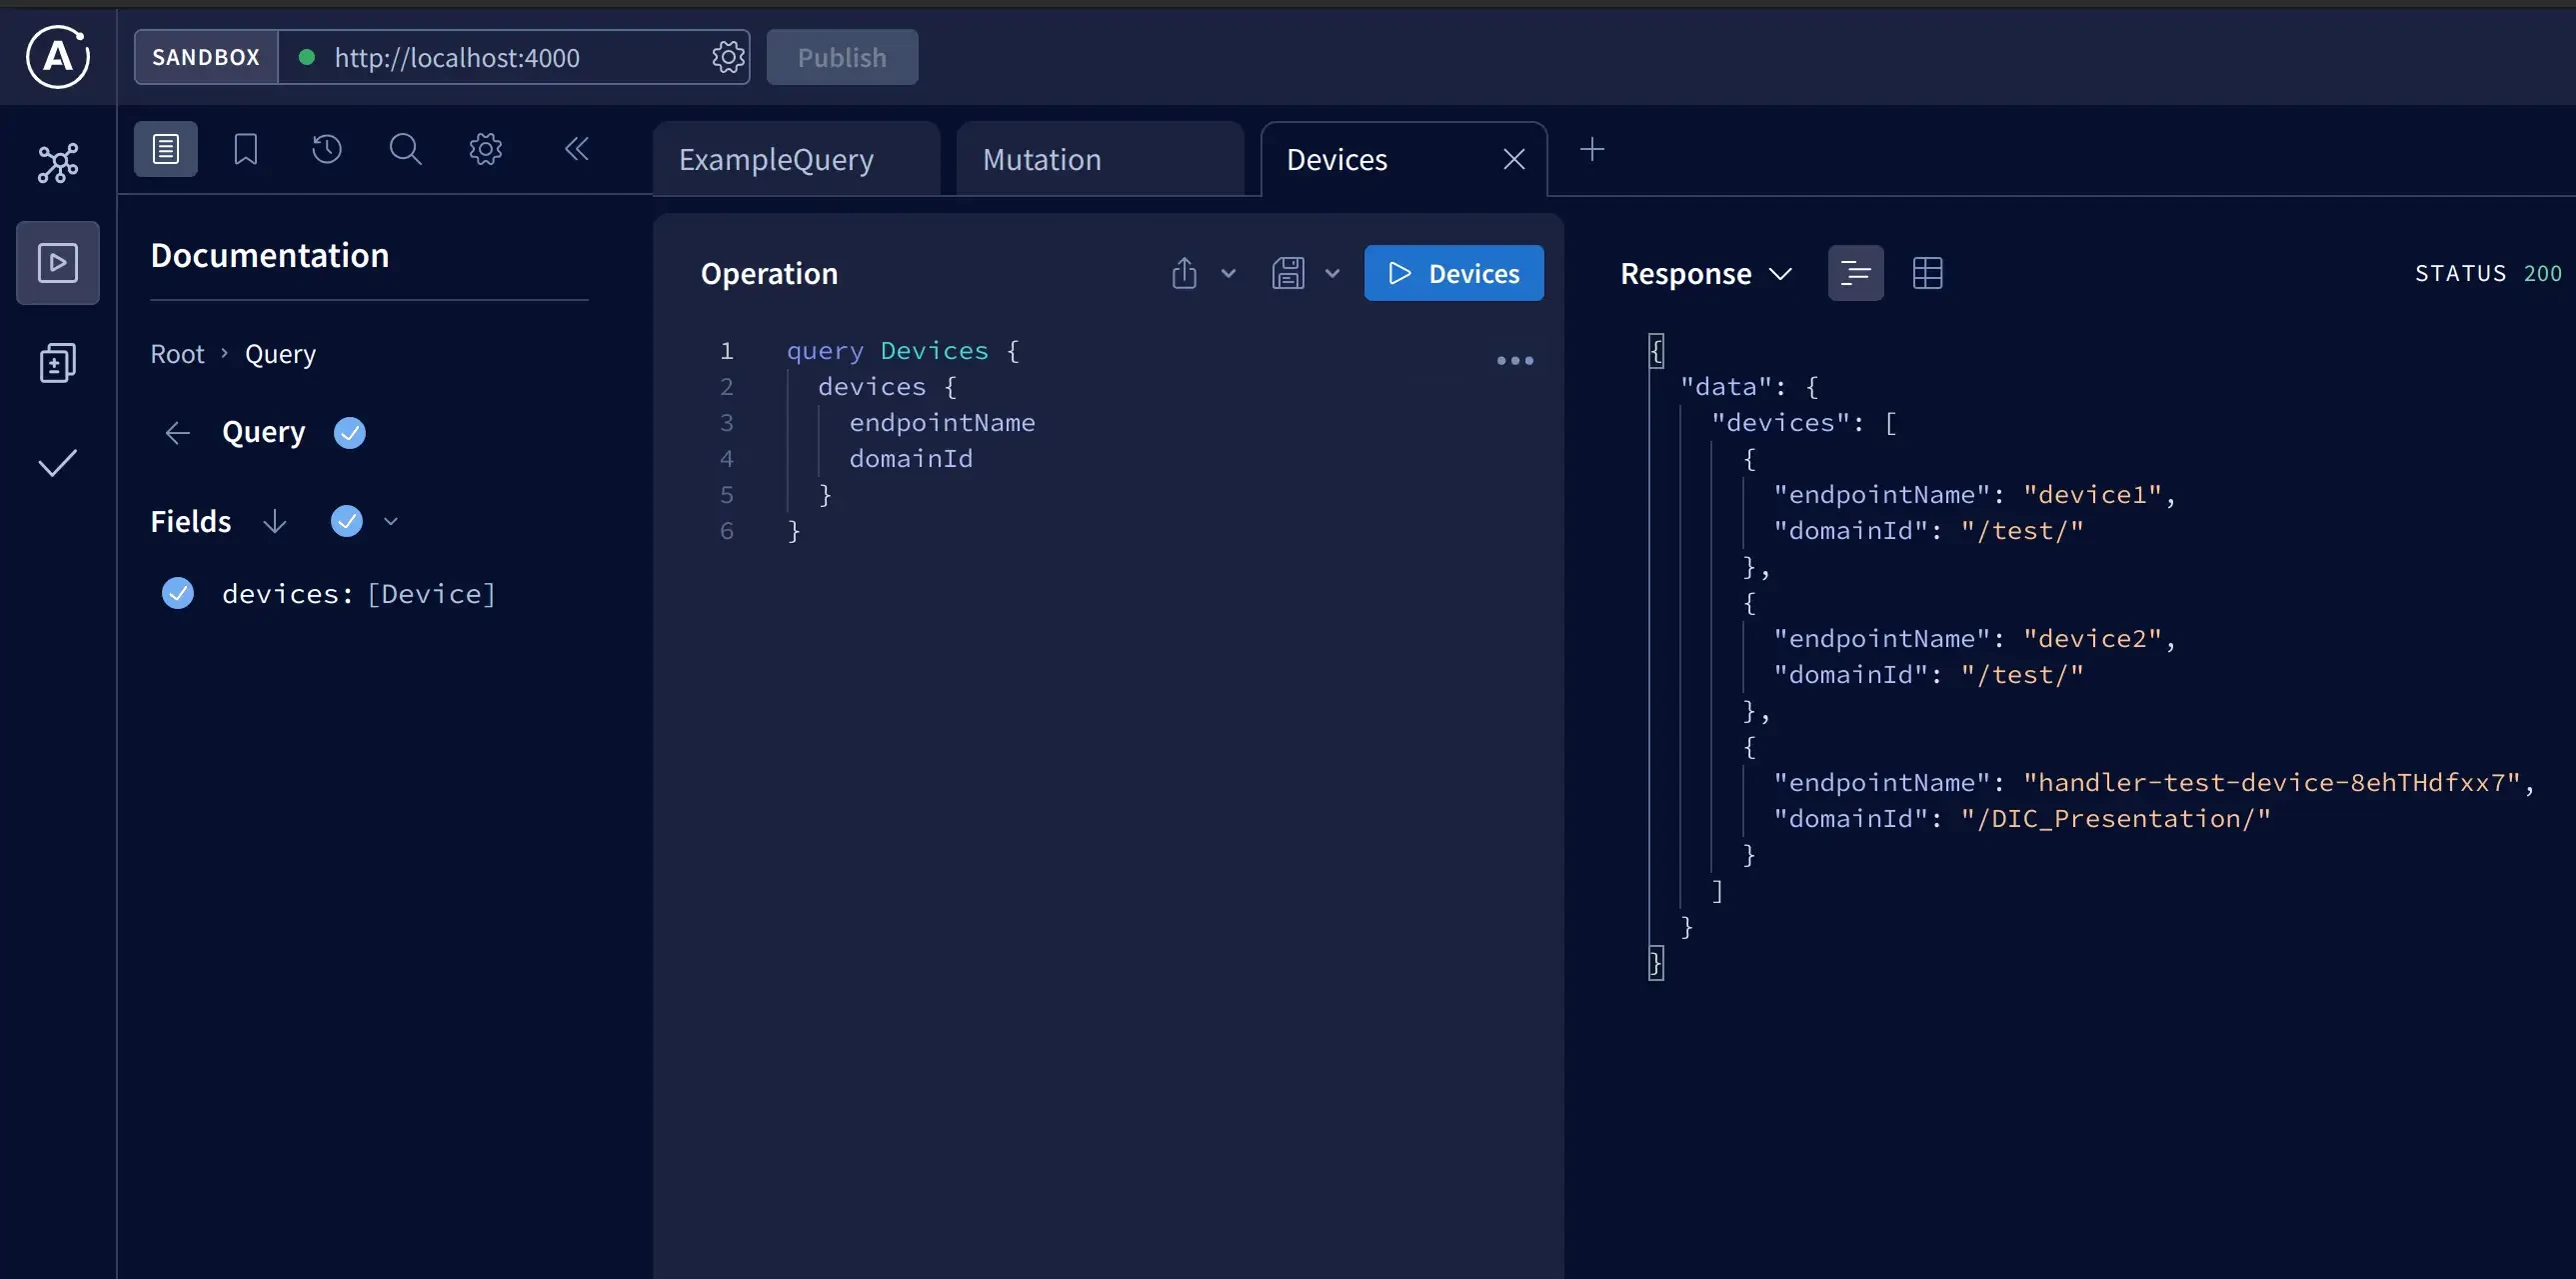 A
SANDBOX http://localhost:4000 Publish
ExampleQuery Mutation Devices
Documentation
Root › Query
Query
Fields
devices: [Device]
Operation
Devices
1 query Devices {
2 devices {
3 endpointName
4 domainId
5 }
6 }
Response STATUS 200
{
"data": {
"devices": [
{
"endpointName": "device1",
"domainId": "/test/"
},
{
"endpointName": "device2",
"domainId": "/test/"
},
{
"endpointName": "handler-test-device-8ehTHdfxx7",
"domainId": "/DIC_Presentation/"
}
]
}
}